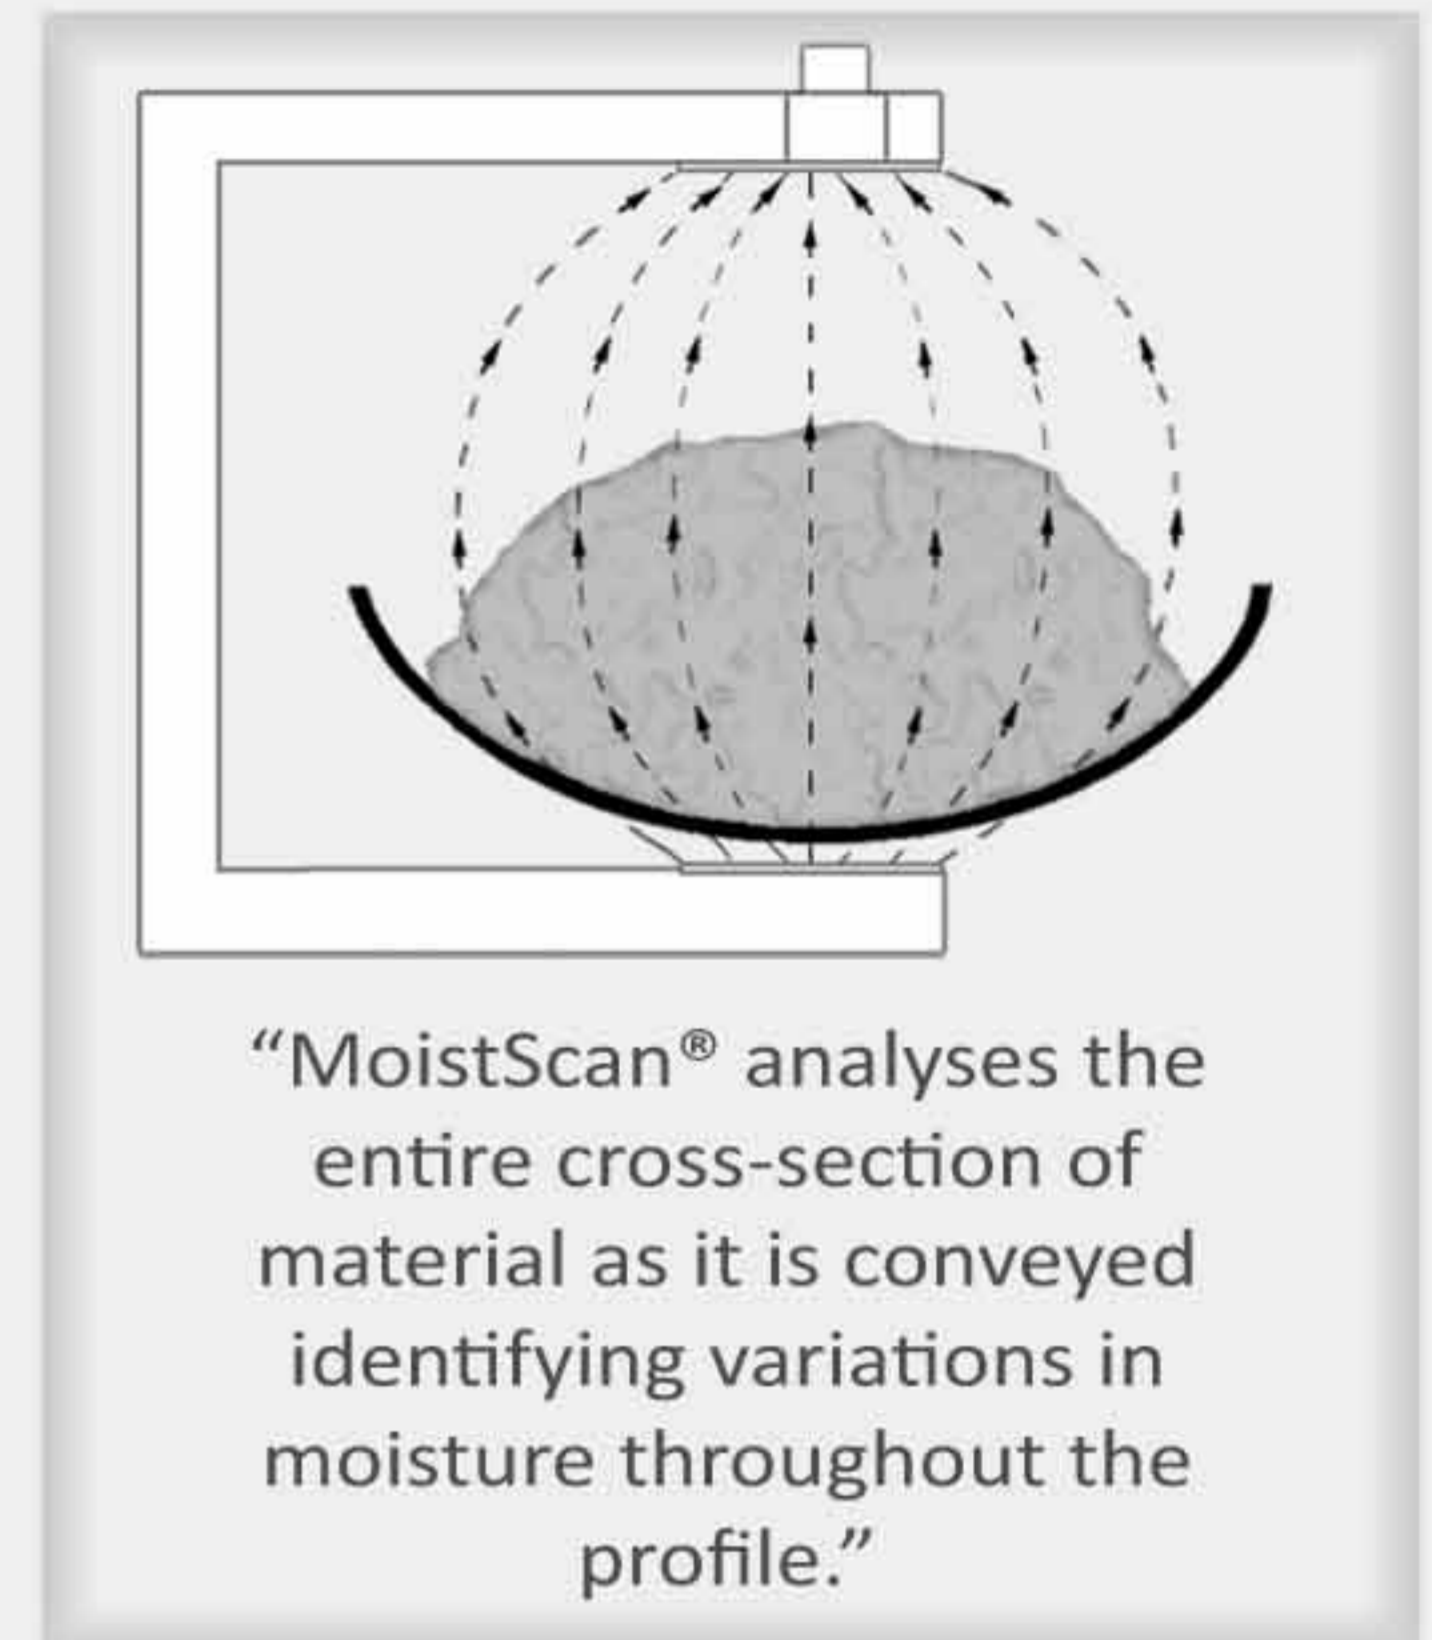 “MoistScan® analyses the
entire cross-section of
material as it is conveyed
identifying variations in
moisture throughout the
profile.”